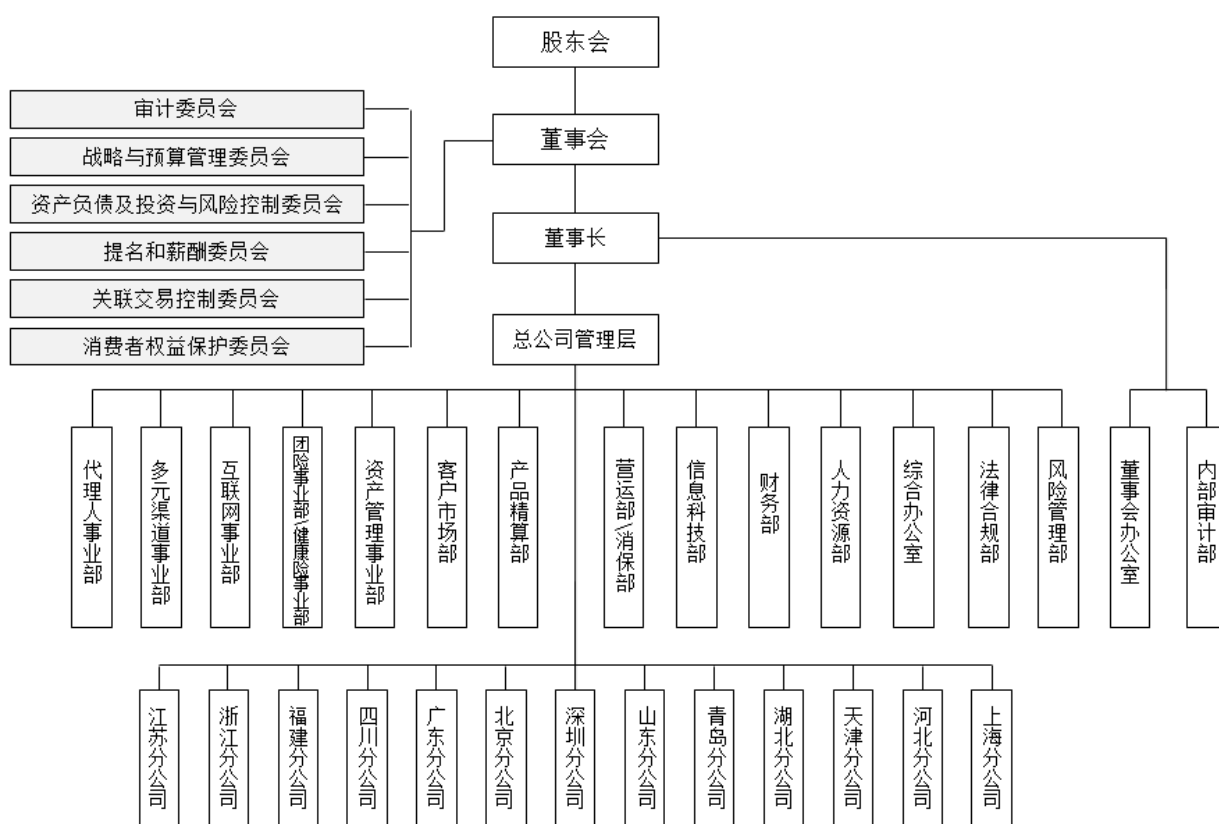 股东会
审计委员会
董事会
战略与预算管理委员会
资产负债及投资与风险控制委员会
董事长
提名和薪酬委员会
关联交易控制委员会
总公司管理层
消费者权益保护委员会
代理人事业部
多元渠道事业部
互联网事业部
团险事业部\健康险事业部
资产管理事业部
客户市场部
产品精算部
营运部\消保部
信息科技部
财务部
人力资源部
综合办公室
法律合规部
风险管理部
董事会办公室
内部审计部
江苏分公司
浙江分公司
福建分公司
四川分公司
广东分公司
北京分公司
深圳分公司
山东分公司
青岛分公司
湖北分公司
天津分公司
河北分公司
上海分公司